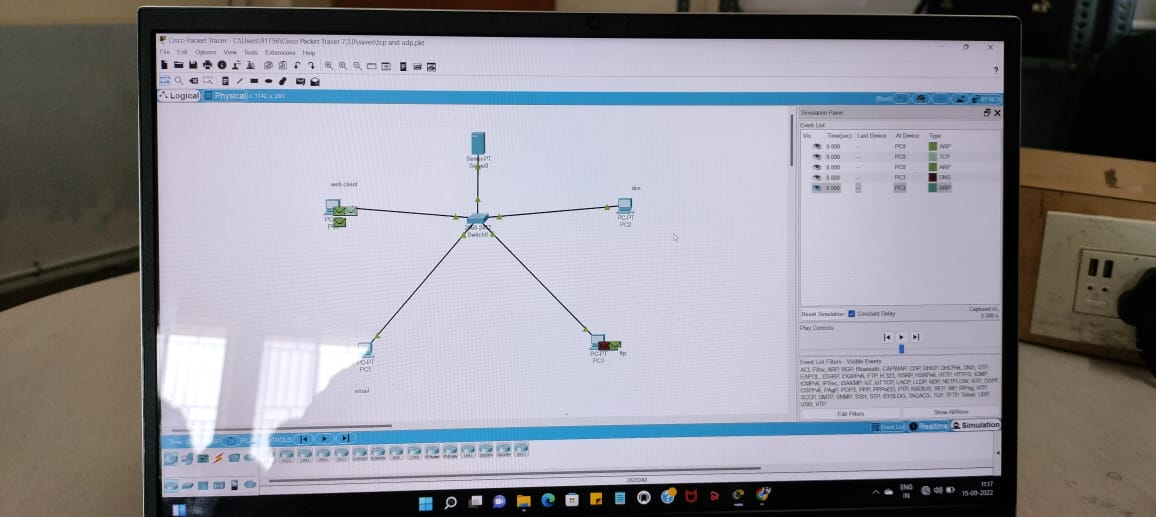 Cisco Packet Tracer - C:\Users\91756\Cisco Packet Tracer 7.3.0\saves\tcp and udp.pkt
File Edit Options View Tools Extensions Help
?
Logical
Physical
x: 1142, y: 293
[Root]
Simulation Panel
Event List
Vis. Time(sec) Last Device At Device Type
0.000 -- PC0 ARP
0.000 -- PC0 TCP
0.000 -- PC0 ARP
0.000 -- PC3 DNS
0.000 -- PC3 ARP
Server-PT
Server0
web client
dns
PC-PT
PC2
Switch0
PC-PT
PC1
email
PC-PT
PC3
ftp
Reset Simulation
Constant Delay
Captured to:
0.000 s
Play Controls
Event List Filters - Visible Events
ACL Filter, ARP, BGP, Bluetooth, CAPWAP, CDP, DHCP, DHCPv6, DNS, DTP,
EAPOL, EIGRP, EIGRPv6, FTP, H.323, HSRP, HSRPv6, HTTP, HTTPS, ICMP,
ICMPv6, IPSec, ISAKMP, IoT, IoT TCP, LACP, LLDP, NDP, NETFLOW, NTP, OSPF,
OSPFv6, PAgP, POP3, PPP, PPPoED, PTP, RADIUS, REP, RIP, RIPng, RTP,
SCCP, SMTP, SNMP, SSH, STP, SYSLOG, TACACS, TCP, TFTP, Telnet, UDP,
USB, VTP
Edit Filters
Show All/None
Event List
Realtime
Simulation
ENG
IN
11:17
15-09-2022